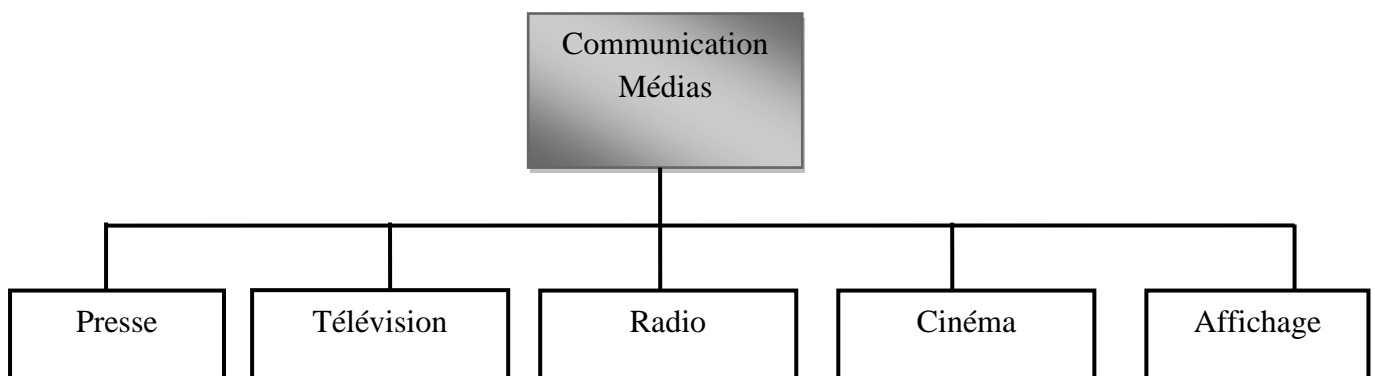 Communication
Médias
Presse
Télévision
Radio
Cinéma
Affichage